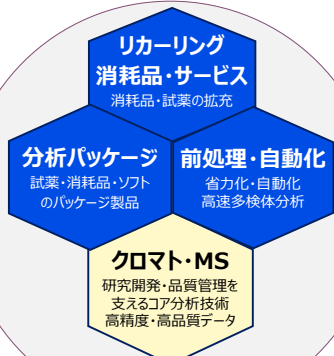 リカーリング
消耗品・サービス
消耗品・試薬の拡充
分析パッケージ
試薬・消耗品・ソフト
のパッケージ製品
前処理・自動化
省力化・自動化
高速多検体分析
クロマト・MS
研究開発・品質管理を
支えるコア分析技術
高精度・高品質データ